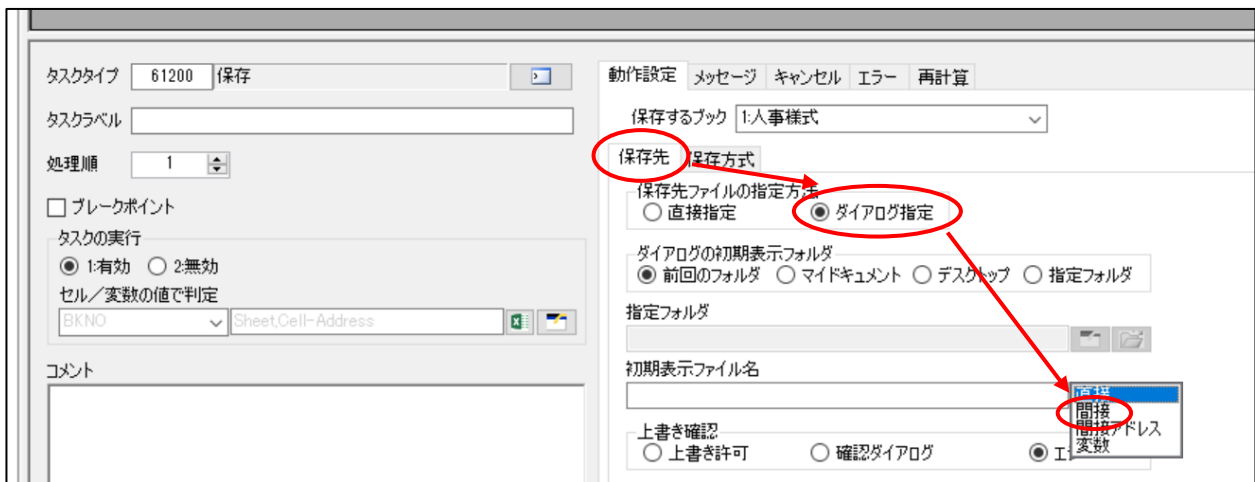 タスクタイプ 61200 保存
タスクラベル
処理順 1
ブレークポイント
タスクの実行
1:有効 2:無効
セル／変数の値で判定
BKNO Sheet,Cell-Address
コメント
動作設定 メッセージ キャンセル エラー 再計算
保存するブック 1:人事様式
保存先 保存方式
保存先ファイルの指定方法
直接指定 ダイアログ指定
ダイアログの初期表示フォルダ
前回のフォルダ マイドキュメント デスクトップ 指定フォルダ
指定フォルダ
初期表示ファイル名
直接
間接
間接アドレス
変数
上書き確認
上書き許可 確認ダイアログ